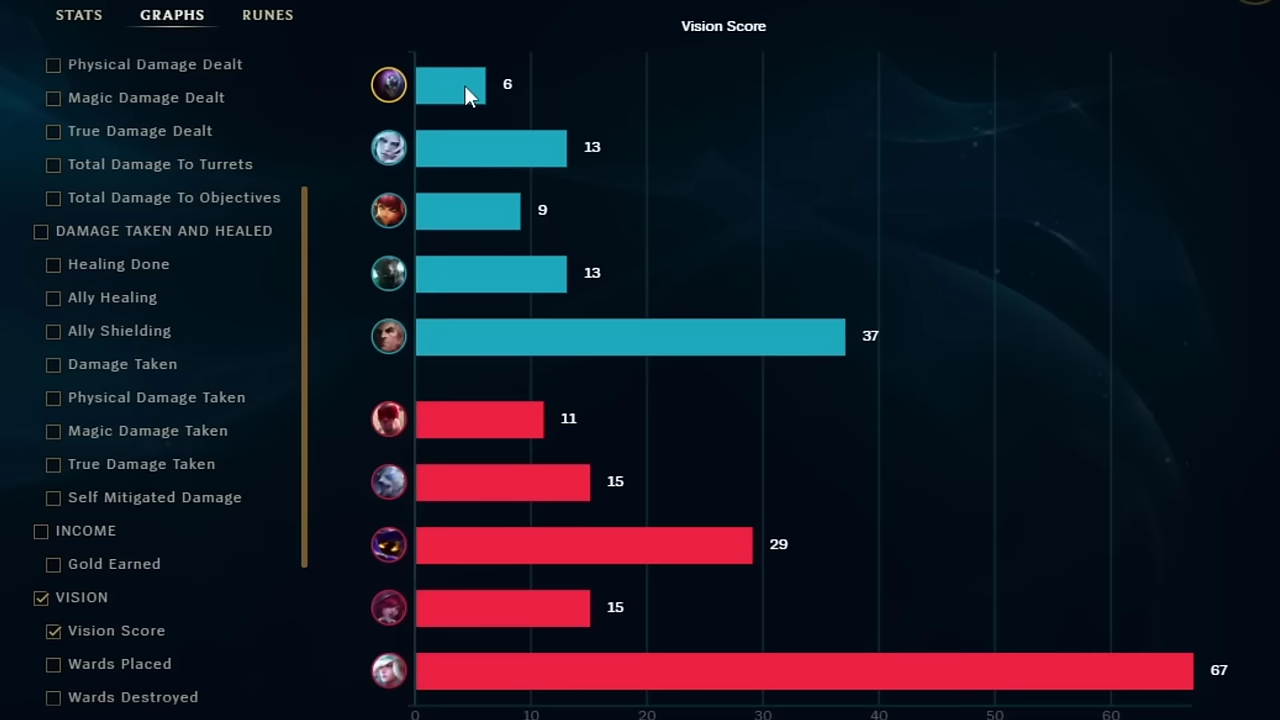 STATS GRAPHS RUNES
Vision Score
Physical Damage Dealt
Magic Damage Dealt
True Damage Dealt
Total Damage To Turrets
Total Damage To Objectives
DAMAGE TAKEN AND HEALED
Healing Done
Ally Healing
Ally Shielding
Damage Taken
Physical Damage Taken
Magic Damage Taken
True Damage Taken
Self Mitigated Damage
INCOME
Gold Earned
VISION
Vision Score
Wards Placed
Wards Destroyed
6
13
9
13
37
11
15
29
15
67
0 10 20 30 40 50 60